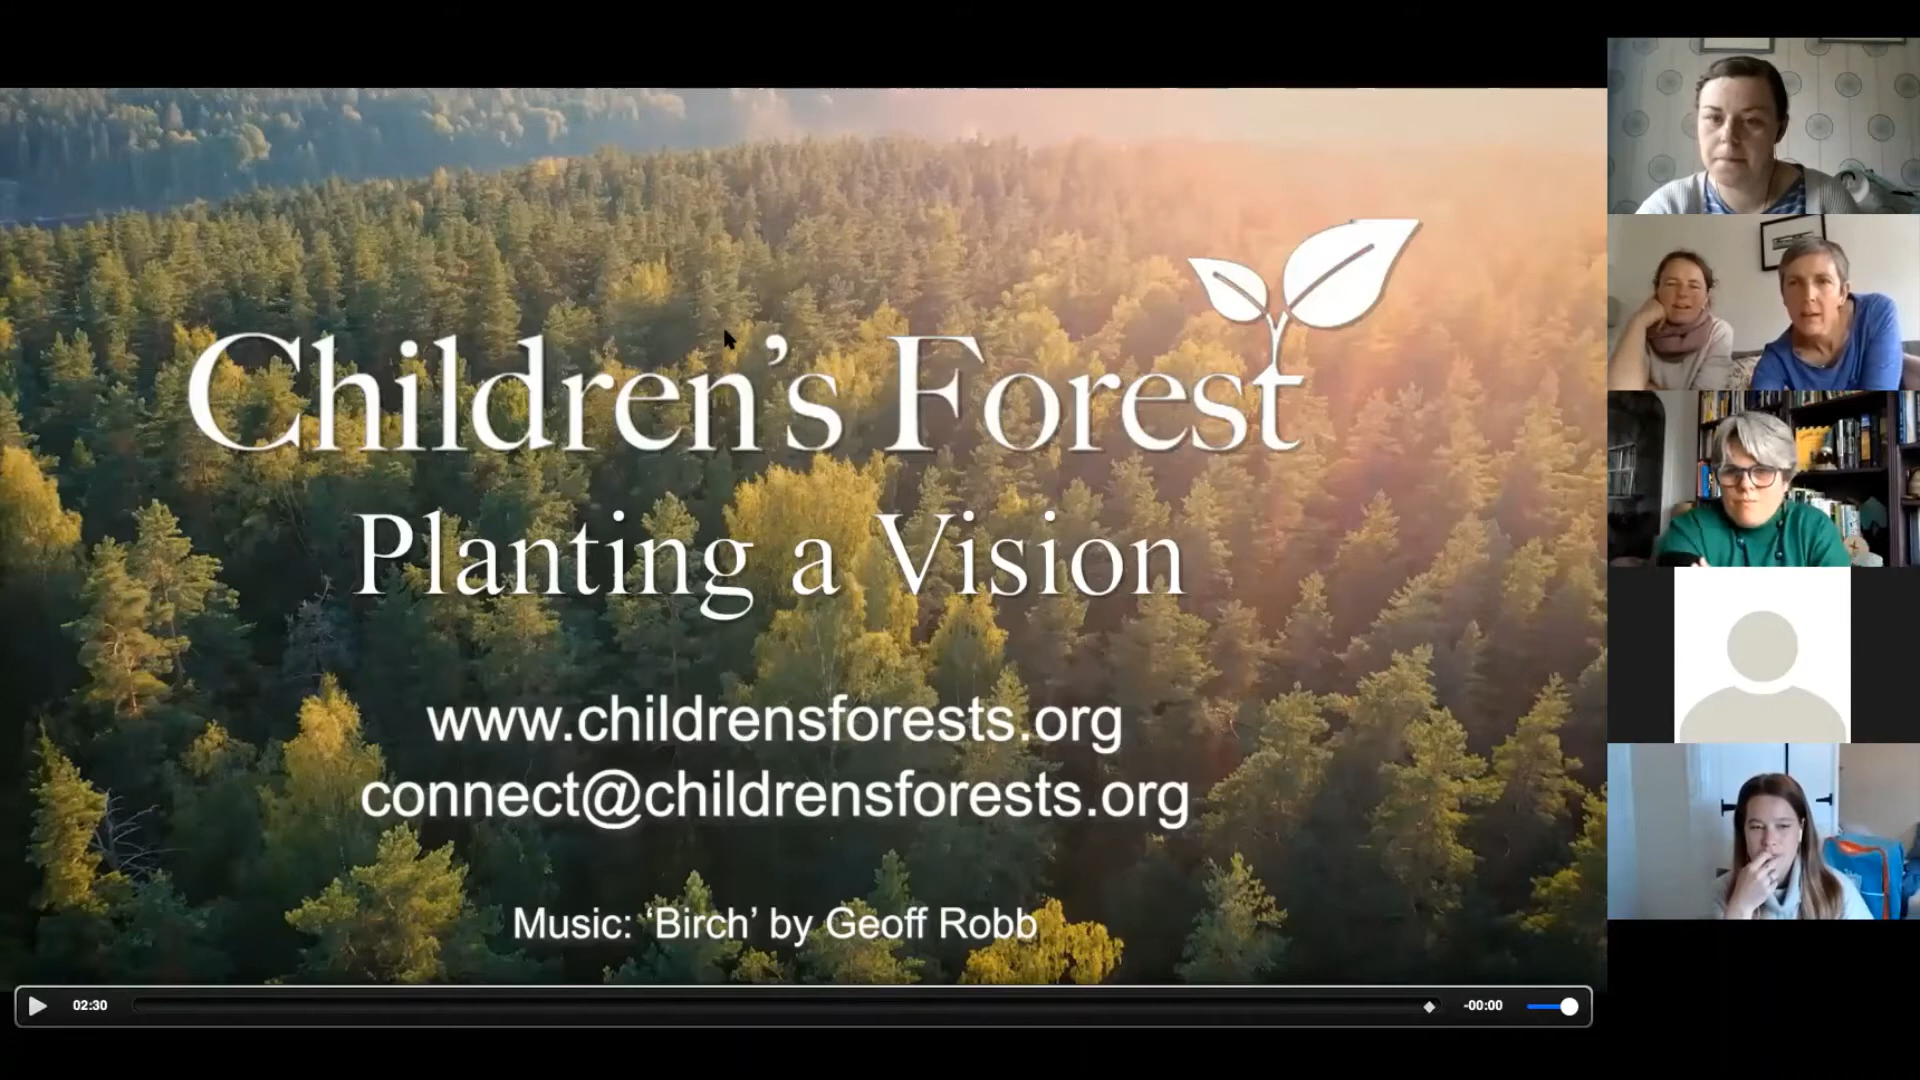 Children's Forest
Planting a Vision
www.childrensforests.org
connect@childrensforests.org
Music: ‘Birch’ by Geoff Robb
02:30
-00:00